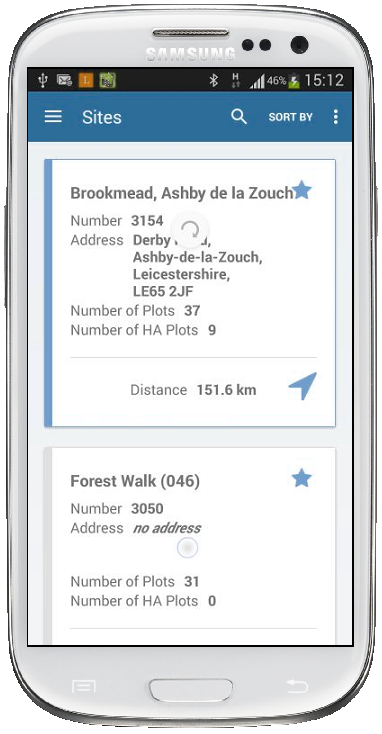 SAMSUNG
L H 46% 15:12
Sites SORT BY
Brookmead, Ashby de la Zouch
Number 3154
Address Derby
Ashby-de-la-Zouch,
Leicestershire,
LE65 2JF
Number of Plots 37
Number of HA Plots 9
Distance 151.6 km
Forest Walk (046)
Number 3050
Address no address
Number of Plots 31
Number of HA Plots 0